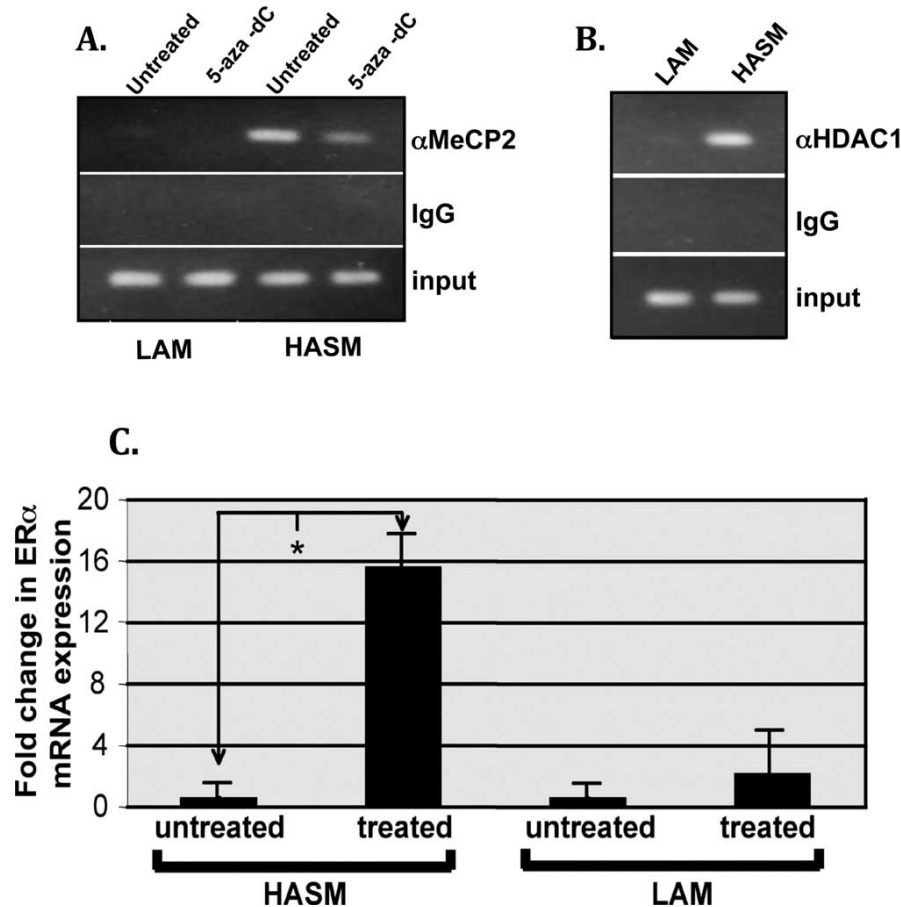 A.
Untreated
5-aza -dC
Untreated
5-aza -dC
αMeCP2
IgG
input
LAM
HASM
B.
LAM
HASM
αHDAC1
IgG
input
C.
Fold change in ERα
mRNA expression
20
16
12
8
4
0
*
untreated
treated
untreated
treated
HASM
LAM